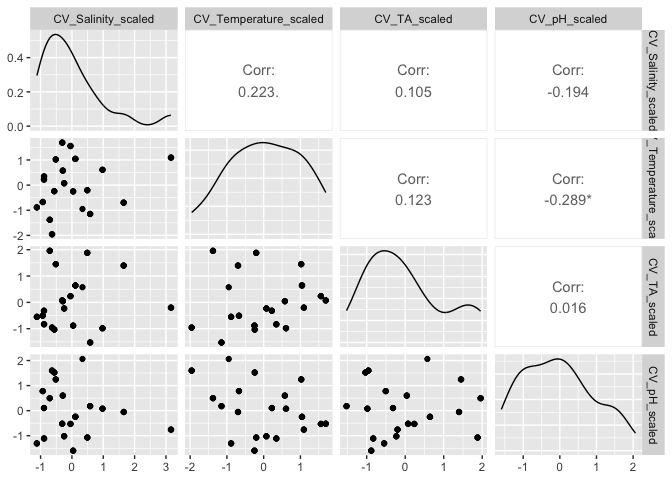 CV_Salinity_scaled CV_Temperature_scaled CV_TA_scaled CV_pH_scaled
0.4
0.2
0.0
Corr:
0.223.
Corr:
0.105
Corr:
-0.194
CV_Salinity_scaled
1
0
-1
-2
Corr:
0.123
Corr:
-0.289*
_Temperature_sca
2
1
0
-1
Corr:
0.016
CV_TA_scaled
2
1
0
-1
CV_pH_scaled
-1 0 1 2 3 -2 -1 0 1 -1 0 1 2 -1 0 1 2